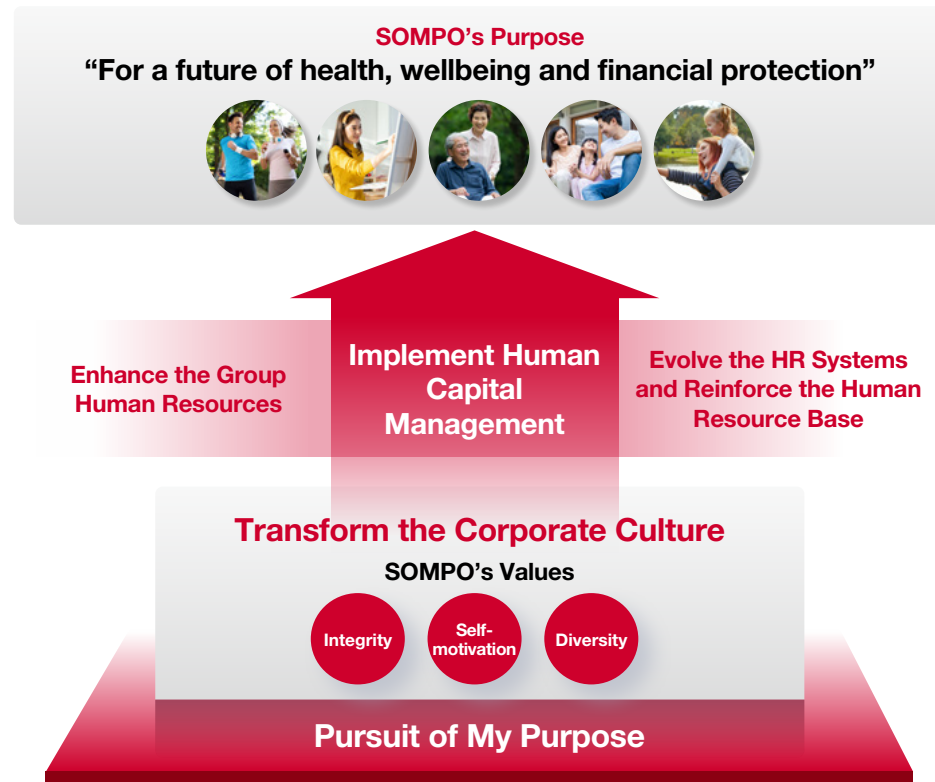 SOMPO’s Purpose
“For a future of health, wellbeing and financial protection”
Enhance the Group
Human Resources
Implement Human
Capital
Management
Evolve the HR Systems
and Reinforce the Human
Resource Base
Transform the Corporate Culture
SOMPO’s Values
Integrity
Self-
motivation
Diversity
Pursuit of My Purpose